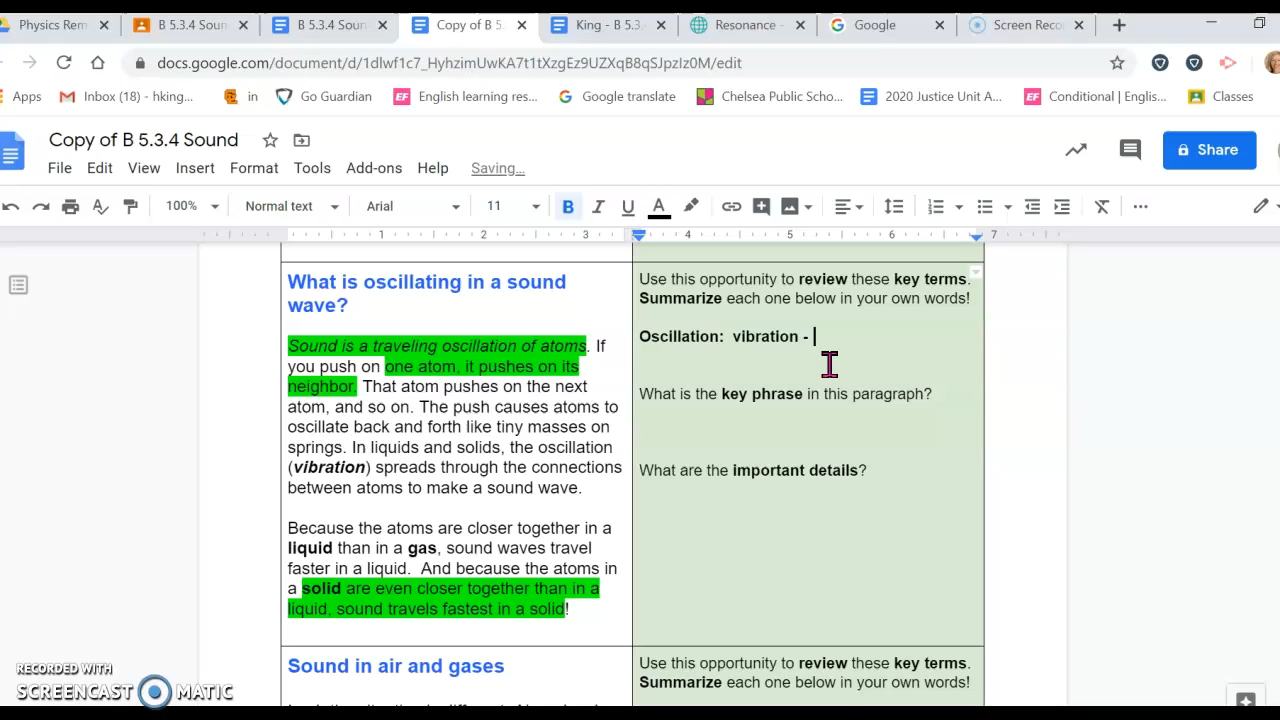 Physics Rem
B 5.3.4 Soun
B 5.3.4 Soun
Copy of B 5.
King - B 5.3.
Resonance -
Google
Screen Reco
docs.google.com/document/d/1dlwf1c7_HyhzimUwKA7t1tXzgEz9UZXqB8qSJpzIz0M/edit
Apps
Inbox (18) - hking...
in
Go Guardian
English learning res...
Google translate
Chelsea Public Scho...
2020 Justice Unit A...
Conditional | Englis...
Classes
Copy of B 5.3.4 Sound
Share
File Edit View Insert Format Tools Add-ons Help Saving...
100% Normal text Arial 11 B I U A
1 2 3 4 5 6 7
What is oscillating in a sound
wave?
Sound is a traveling oscillation of atoms. If
you push on one atom, it pushes on its
neighbor. That atom pushes on the next
atom, and so on. The push causes atoms to
oscillate back and forth like tiny masses on
springs. In liquids and solids, the oscillation
(vibration) spreads through the connections
between atoms to make a sound wave.
Because the atoms are closer together in a
liquid than in a gas, sound waves travel
faster in a liquid. And because the atoms in
a solid are even closer together than in a
liquid, sound travels fastest in a solid!
Use this opportunity to review these key terms.
Summarize each one below in your own words!
Oscillation: vibration -
What is the key phrase in this paragraph?
What are the important details?
Sound in air and gases
Use this opportunity to review these key terms.
Summarize each one below in your own words!
RECORDED WITH
SCREENCAST MATIC